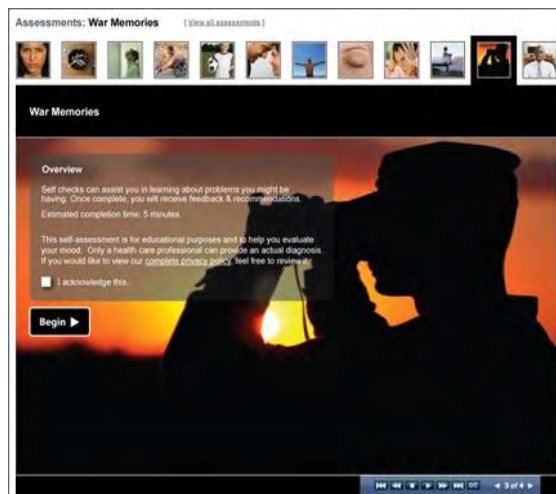 Assessments: War Memories [ View all assessments ]
War Memories
Overview
Self checks can assist you in learning about problems you might be
having. Once complete, you will receive feedback & recommendations.
Estimated completion time: 5 minutes.
This self-assessment is for educational purposes and to help you evaluate
your mood. Only a health care professional can provide an actual diagnosis.
If you would like to view our complete privacy policy, feel free to review it.
I acknowledge this.
Begin
CC 3 of 4